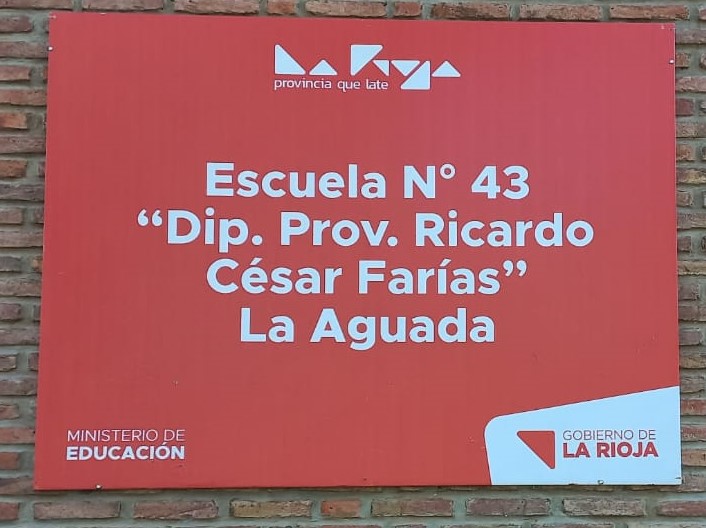 La Rioja
provincia que late
Escuela N° 43
“Dip. Prov. Ricardo
César Farías”
La Aguada
MINISTERIO DE
EDUCACIÓN
GOBIERNO DE
LA RIOJA